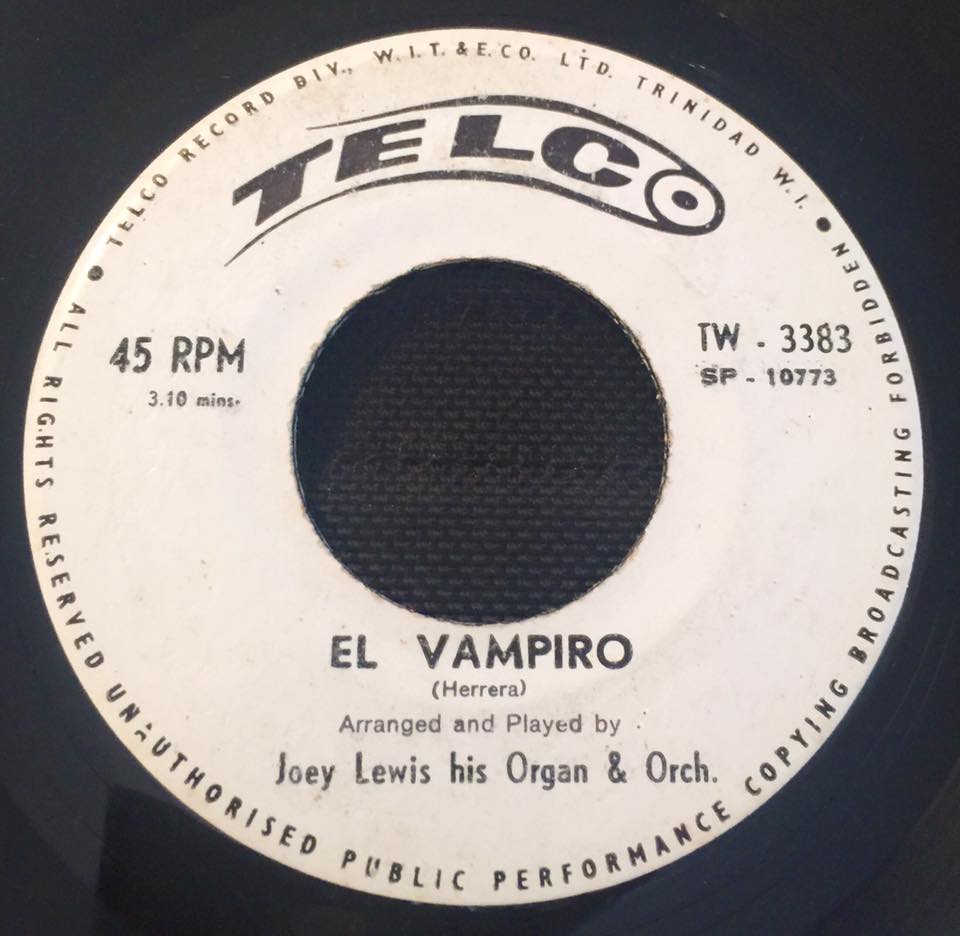 TELCO RECORD DIV., W.I.T. & E. CO. LTD. TRINIDAD W.I.
TELCO
45 RPM
3.10 mins.
TW - 3383
SP - 10773
EL VAMPIRO
(Herrera)
Arranged and Played by
Joey Lewis his Organ & Orch.
ALL RIGHTS RESERVED UNAUTHORISED PUBLIC PERFORMANCE COPYING BROADCASTING FORBIDDEN